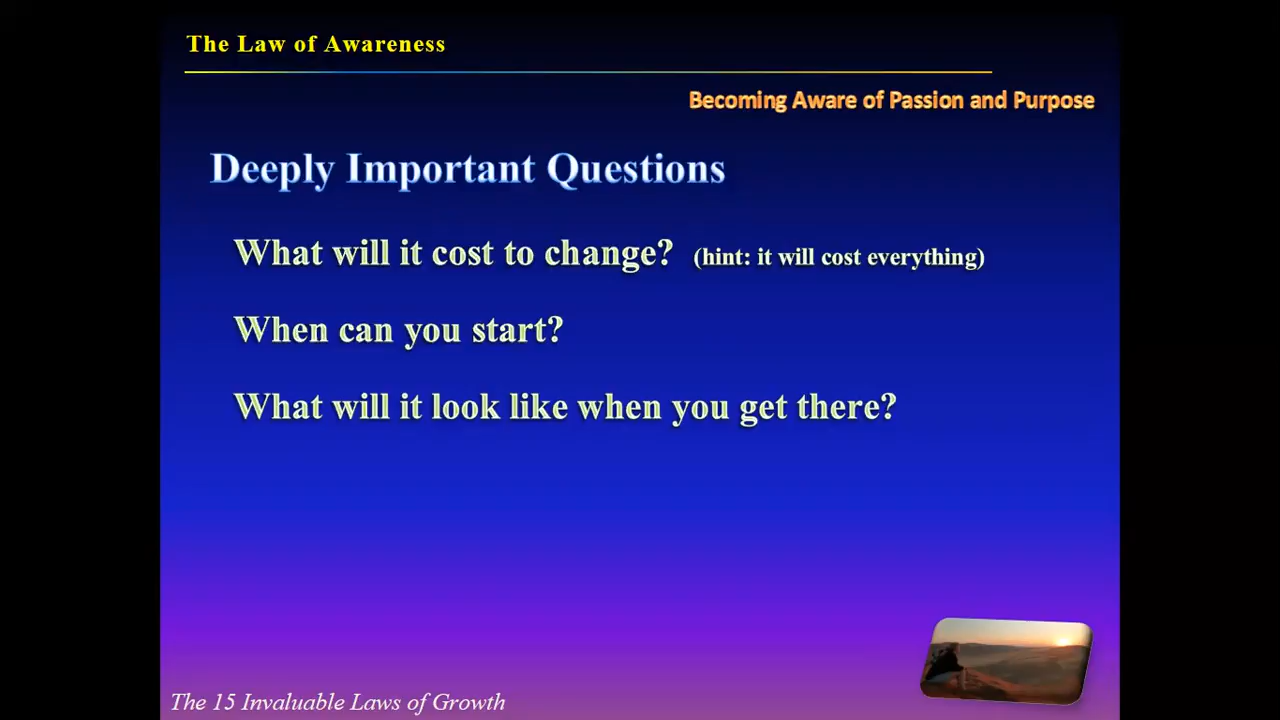 The Law of Awareness
Becoming Aware of Passion and Purpose
Deeply Important Questions
What will it cost to change? (hint: it will cost everything)
When can you start?
What will it look like when you get there?
The 15 Invaluable Laws of Growth